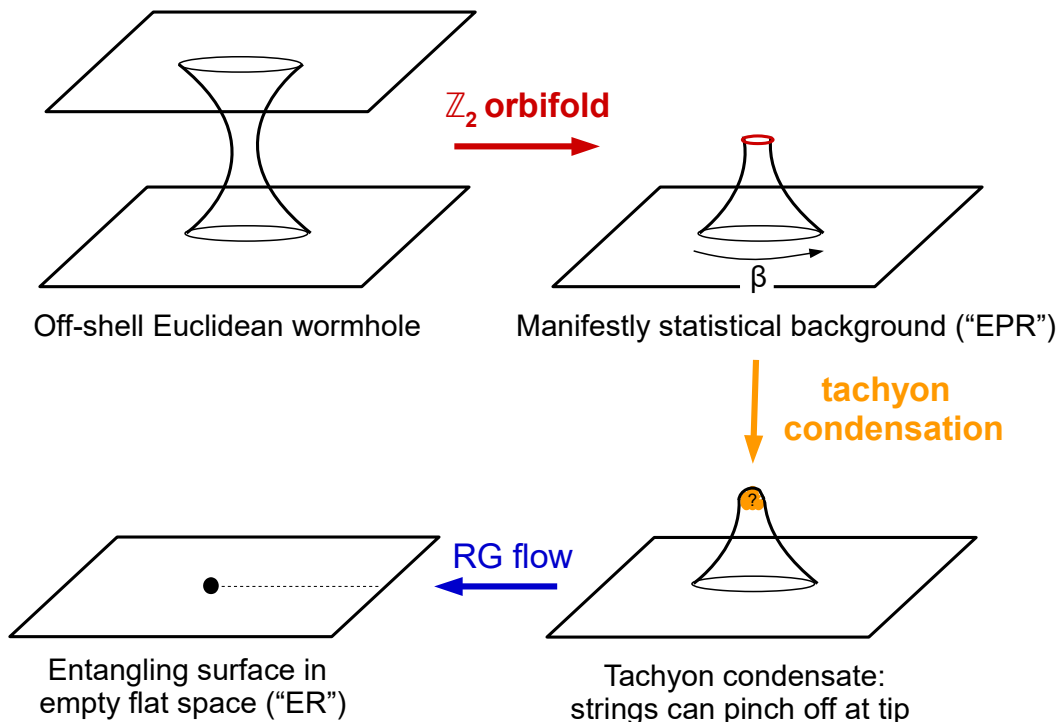 ℤ₂ orbifold
β
Off-shell Euclidean wormhole
Manifestly statistical background (“EPR”)
tachyon
condensation
?
RG flow
Entangling surface in
empty flat space (“ER”)
Tachyon condensate:
strings can pinch off at tip